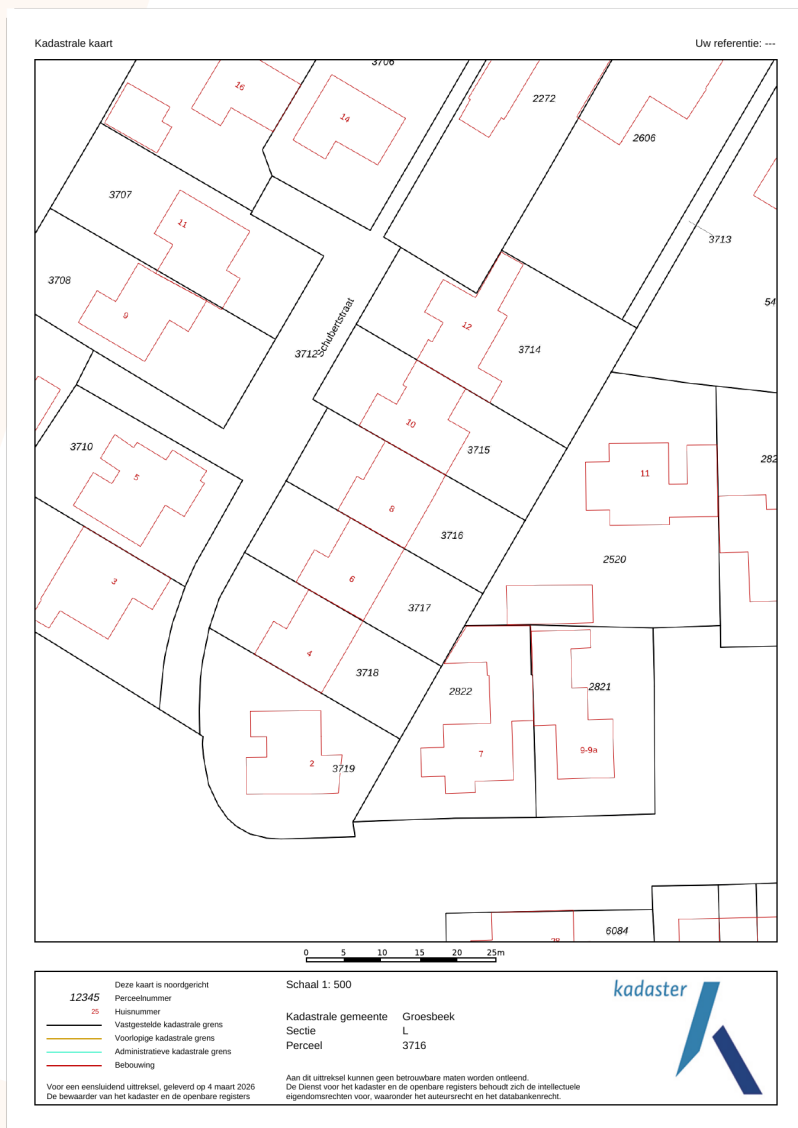 Kadastrale kaart
Uw referentie: ---
3706
16
14
2272
2606
3707
11
3713
3708
9
54
Schubertstraat
12
3712
3714
10
3710
3715
282
5
11
8
3716
2520
6
3
3717
4
3718
2822
2821
7
9-9a
2
3719
6084
28
0 5 10 15 20 25m
Deze kaart is noordgericht
12345 Perceelnummer
25 Huisnummer
Vastgestelde kadastrale grens
Voorlopige kadastrale grens
Administratieve kadastrale grens
Bebouwing
Voor een eensluidend uittreksel, geleverd op 4 maart 2026
De bewaarder van het kadaster en de openbare registers
Schaal 1: 500
Kadastrale gemeente Groesbeek
Sectie L
Perceel 3716
Aan dit uittreksel kunnen geen betrouwbare maten worden ontleend.
De Dienst voor het kadaster en de openbare registers behoudt zich de intellectuele
eigendomsrechten voor, waaronder het auteursrecht en het databankenrecht.
kadaster